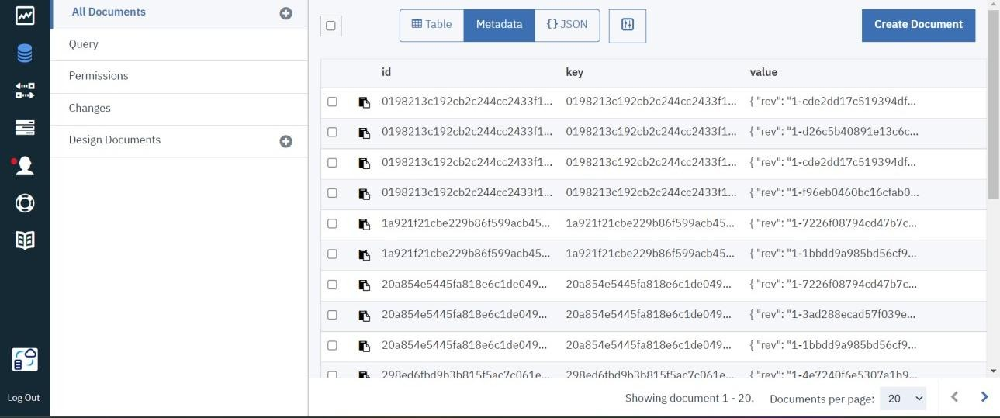 All Documents
Query
Permissions
Changes
Design Documents
Log Out
Table Metadata {} JSON
Create Document
id key value
0198213c192cb2c244cc2433f1... 0198213c192cb2c244cc2433f1... { "rev": "1-cde2dd17c519394df...
0198213c192cb2c244cc2433f1... 0198213c192cb2c244cc2433f1... { "rev": "1-d26c5b40891e13c6c...
0198213c192cb2c244cc2433f1... 0198213c192cb2c244cc2433f1... { "rev": "1-cde2dd17c519394df...
0198213c192cb2c244cc2433f1... 0198213c192cb2c244cc2433f1... { "rev": "1-f96eb0460bc16cfab0...
1a921f21cbe229b86f599acb45... 1a921f21cbe229b86f599acb45... { "rev": "1-7226f08794cd47b7c...
1a921f21cbe229b86f599acb45... 1a921f21cbe229b86f599acb45... { "rev": "1-1bbdd9a985bd56cf9...
20a854e5445fa818e6c1de049... 20a854e5445fa818e6c1de049... { "rev": "1-7226f08794cd47b7c...
20a854e5445fa818e6c1de049... 20a854e5445fa818e6c1de049... { "rev": "1-3ad288ecad57f039e...
20a854e5445fa818e6c1de049... 20a854e5445fa818e6c1de049... { "rev": "1-1bbdd9a985bd56cf9...
298ed6fbd9b3b815f5ac7c061e... 298ed6fbd9b3b815f5ac7c061e... { "rev": "1-4e7240f6e5307a1b9...
Showing document 1 - 20. Documents per page: 20